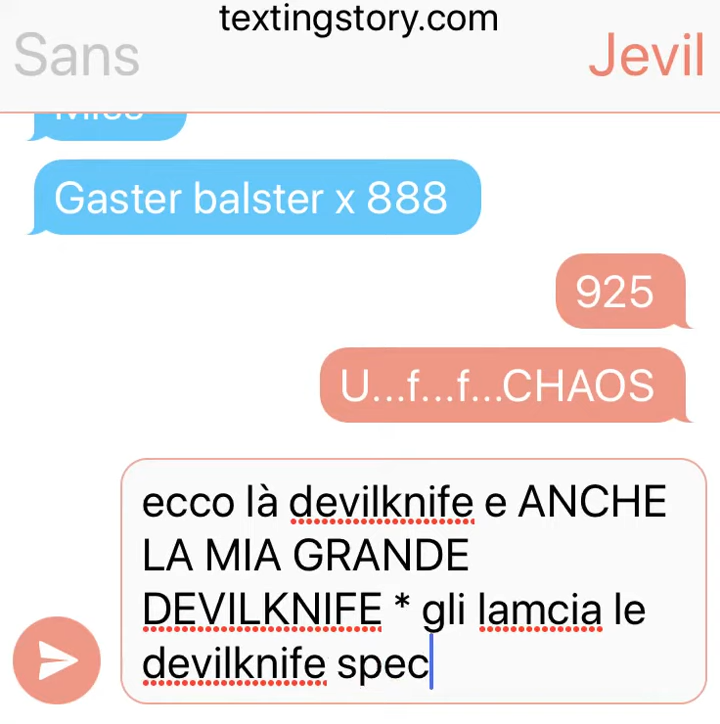 textingstory.com
Sans
Jevil
Gaster balster x 888
925
U...f...f...CHAOS
ecco là devilknife e ANCHE
LA MIA GRANDE
DEVILKNIFE * gli lamcia le
devilknife spec